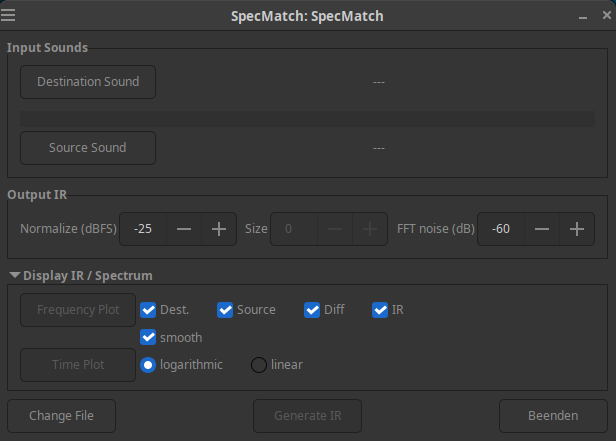 SpecMatch: SpecMatch
Input Sounds
Destination Sound ---
Source Sound ---
Output IR
Normalize (dBFS) -25 Size 0 FFT noise (dB) -60
Display IR / Spectrum
Frequency Plot Dest. Source Diff IR
smooth
Time Plot logarithmic linear
Change File Generate IR Beenden